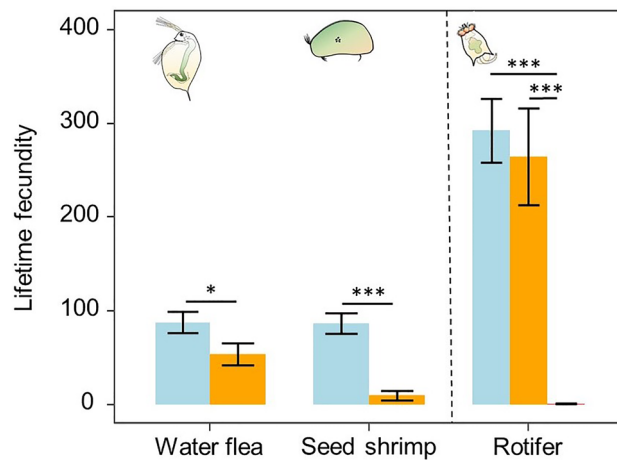 400
300
200
100
0
Lifetime fecundity
*
***
***
***
Water flea
Seed shrimp
Rotifer